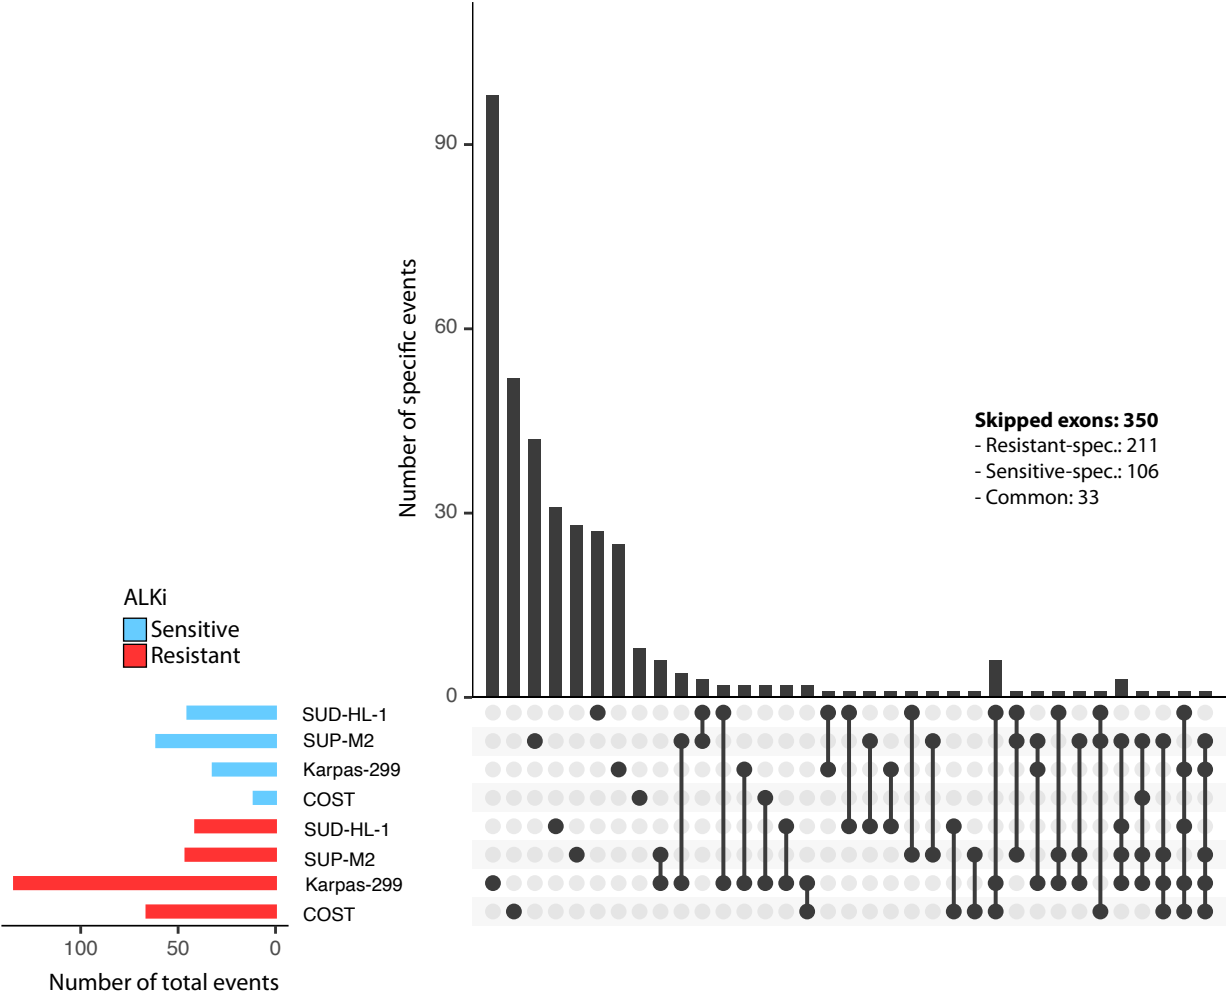 90
60
30
0
Number of specific events
Skipped exons: 350
- Resistant-spec.: 211
- Sensitive-spec.: 106
- Common: 33
ALKi
Sensitive
Resistant
SUD-HL-1
SUP-M2
Karpas-299
COST
SUD-HL-1
SUP-M2
Karpas-299
COST
100 50 0
Number of total events